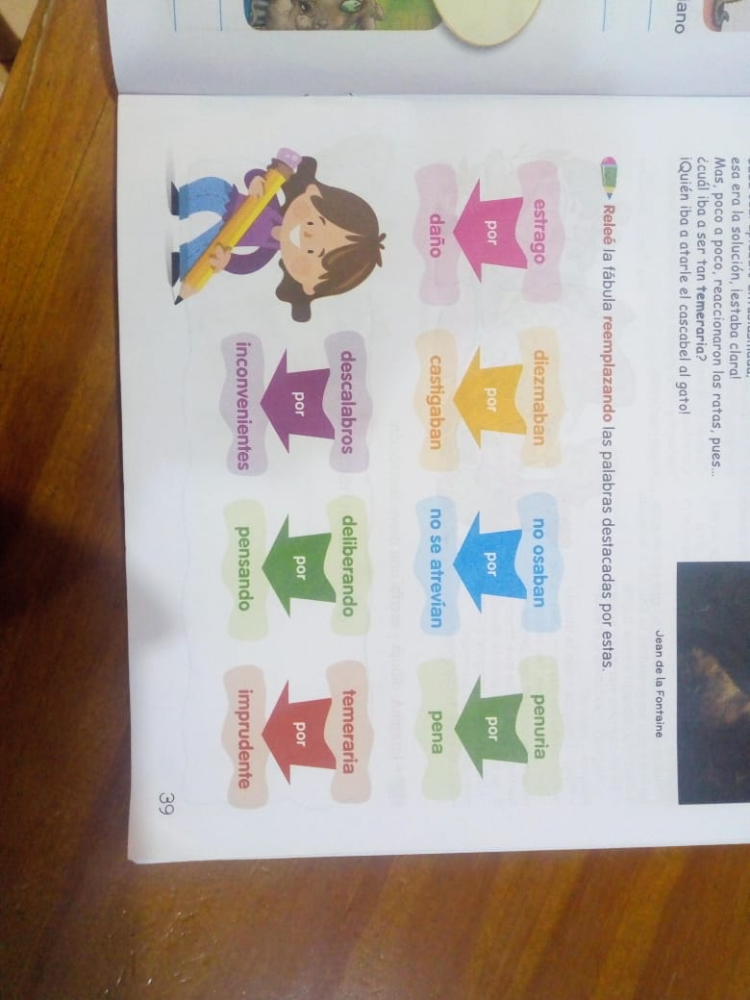 ano
esa era la solución, ¡estaba clara!
Mas, poco a poco, reaccionaron las ratas, pues...
¿cuál iba a ser tan temeraria?
¡Quién iba a atarle el cascabel al gato!
Jean de la Fontaine
Releé la fábula reemplazando las palabras destacadas por estas.
estrago diezmaban no osaban penuria
por por por por
daño castigaban no se atrevían pena
descalabros deliberando temeraria
por por por
inconvenientes pensando imprudente
39